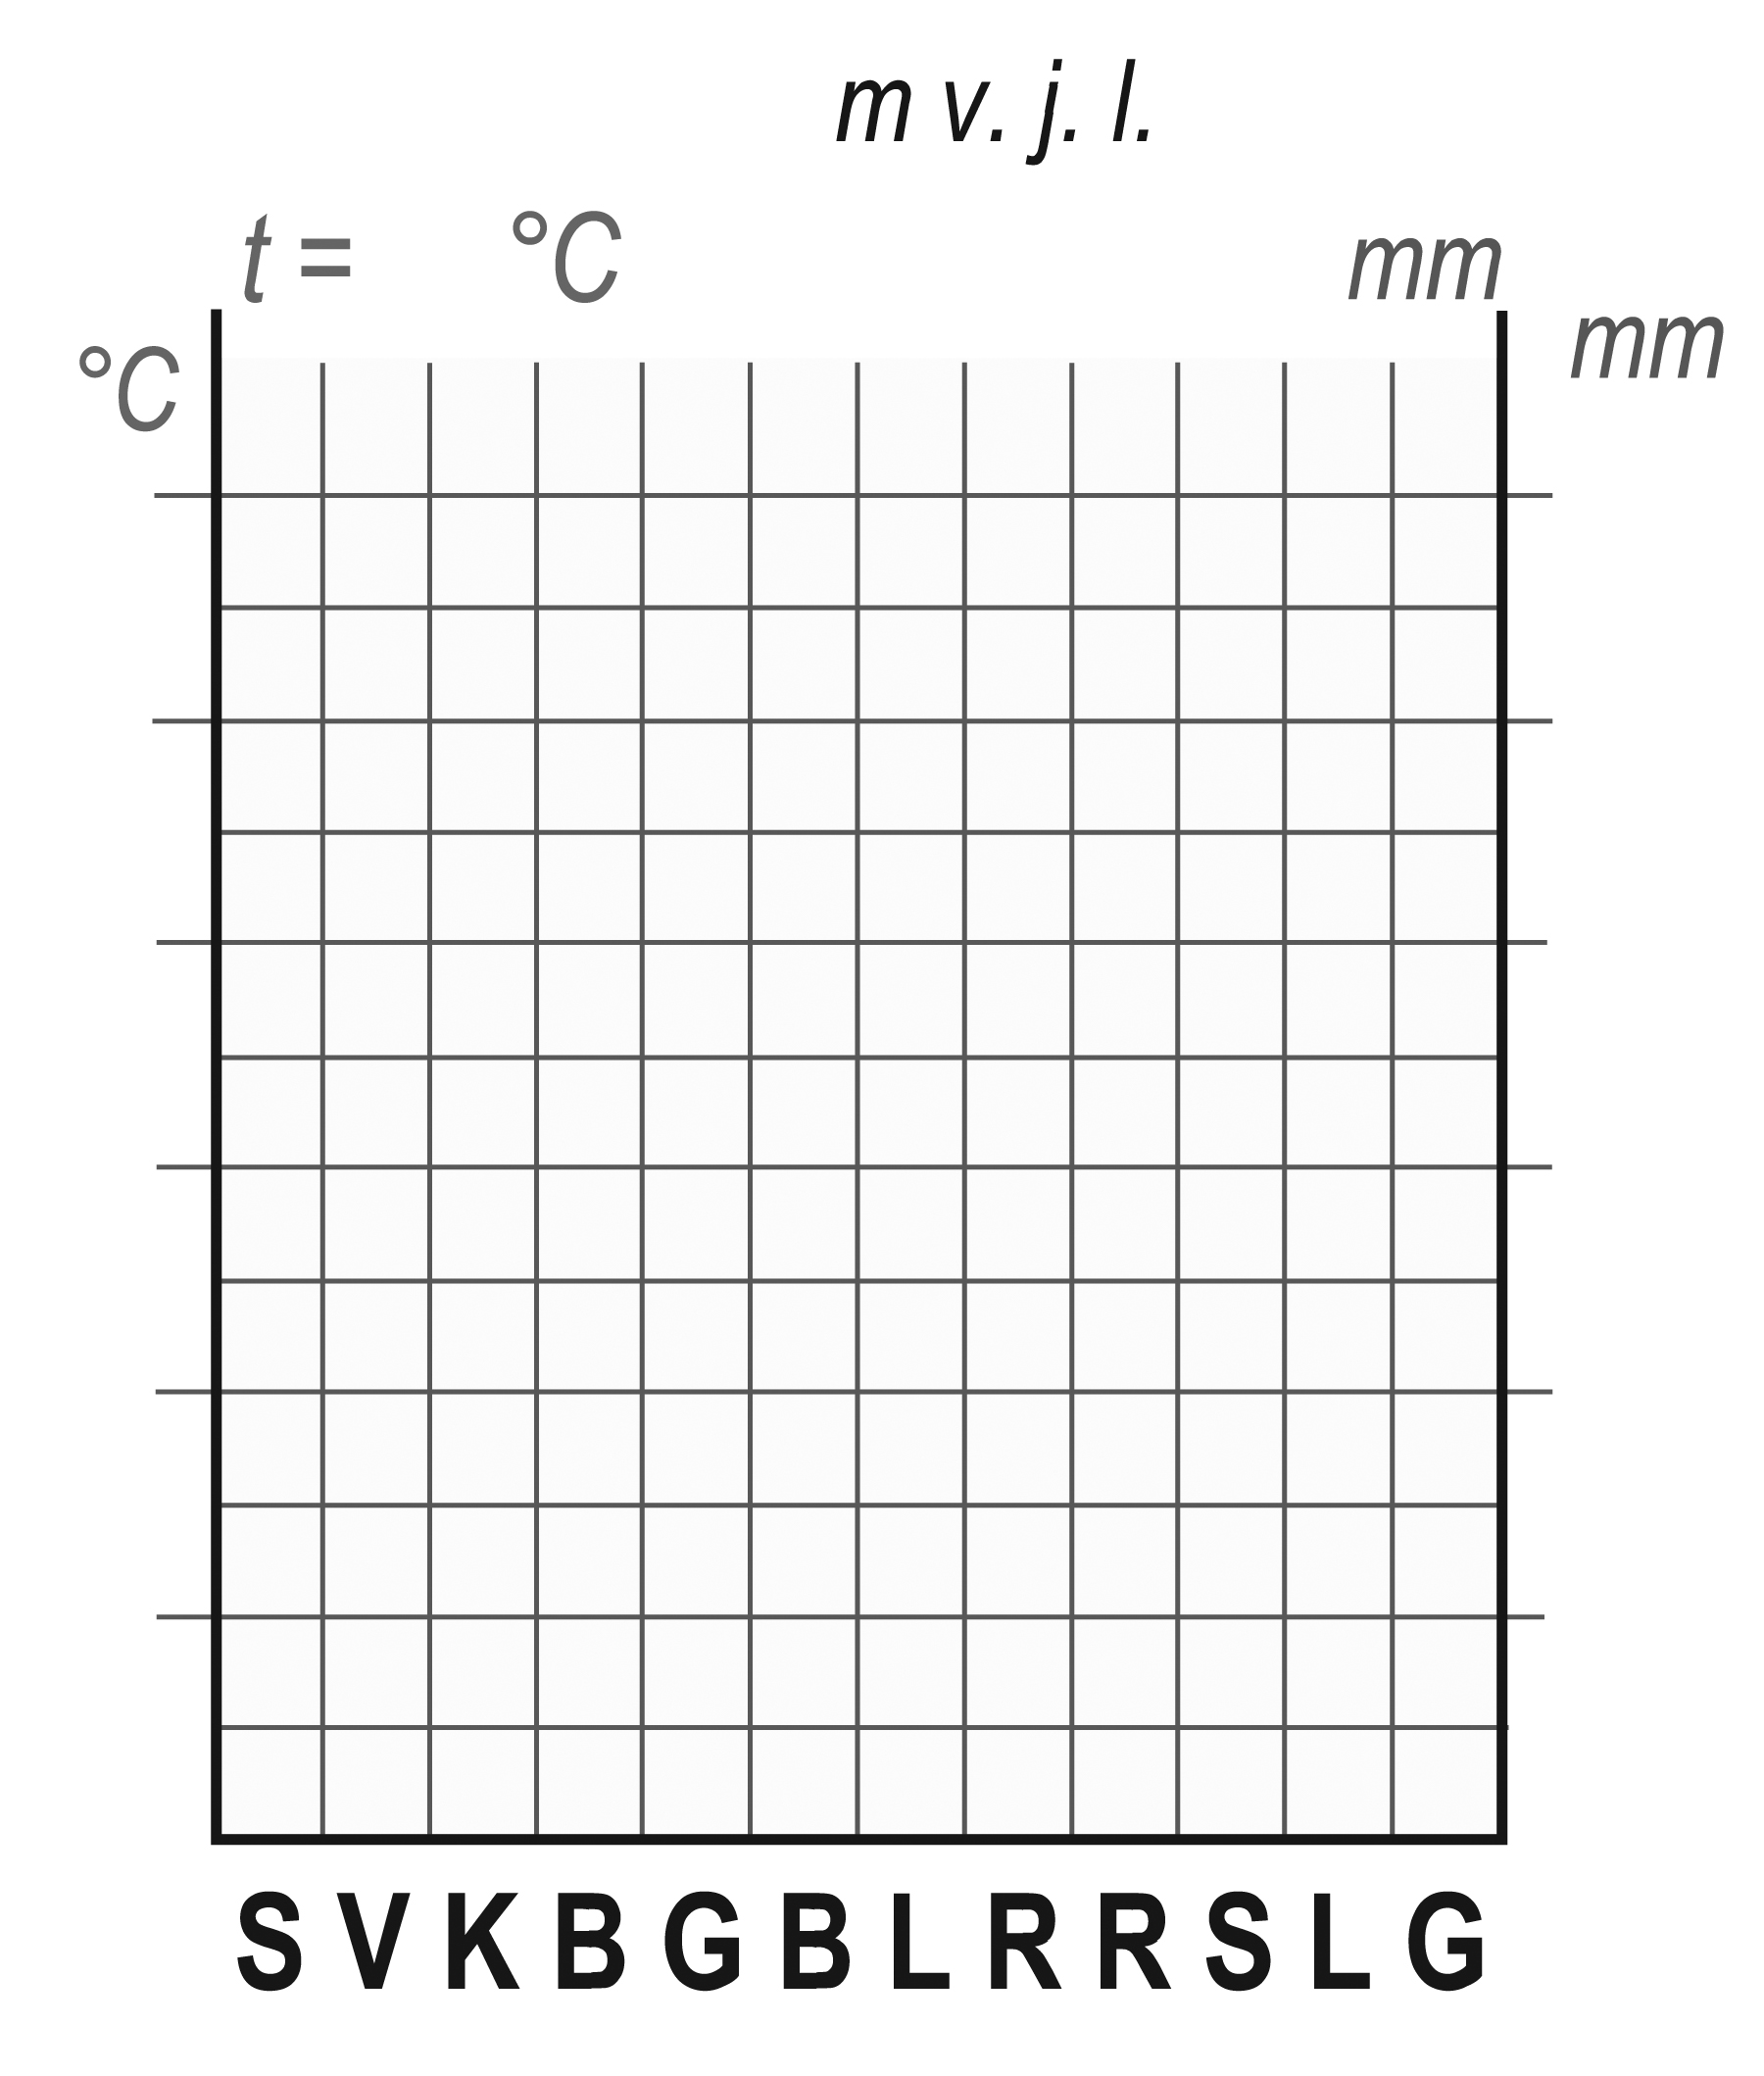 m v. j. l.
t = °C
mm
°C
mm
S V K B G B L R R S L G